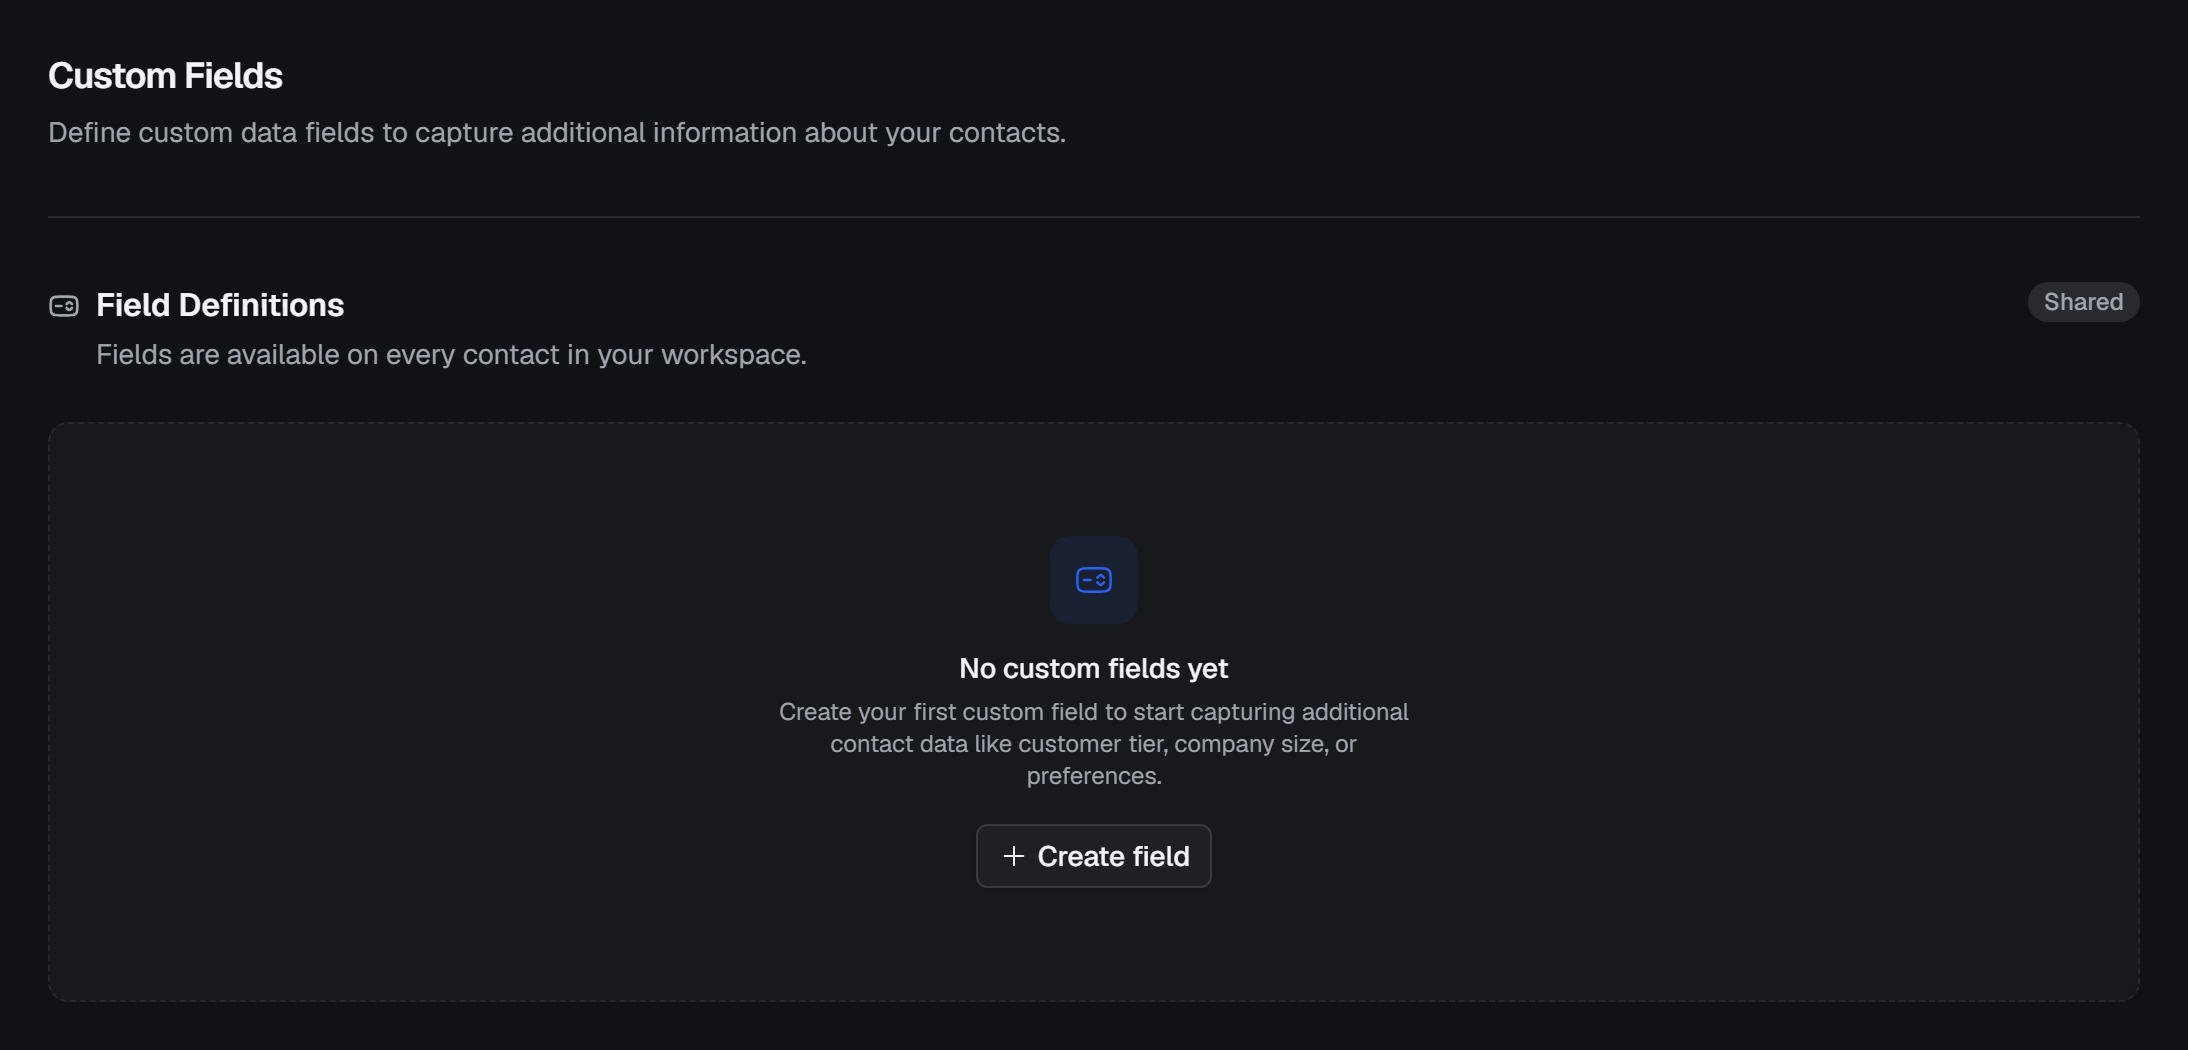 Custom Fields
Define custom data fields to capture additional information about your contacts.
Field Definitions
Shared
Fields are available on every contact in your workspace.
No custom fields yet
Create your first custom field to start capturing additional
contact data like customer tier, company size, or
preferences.
Create field